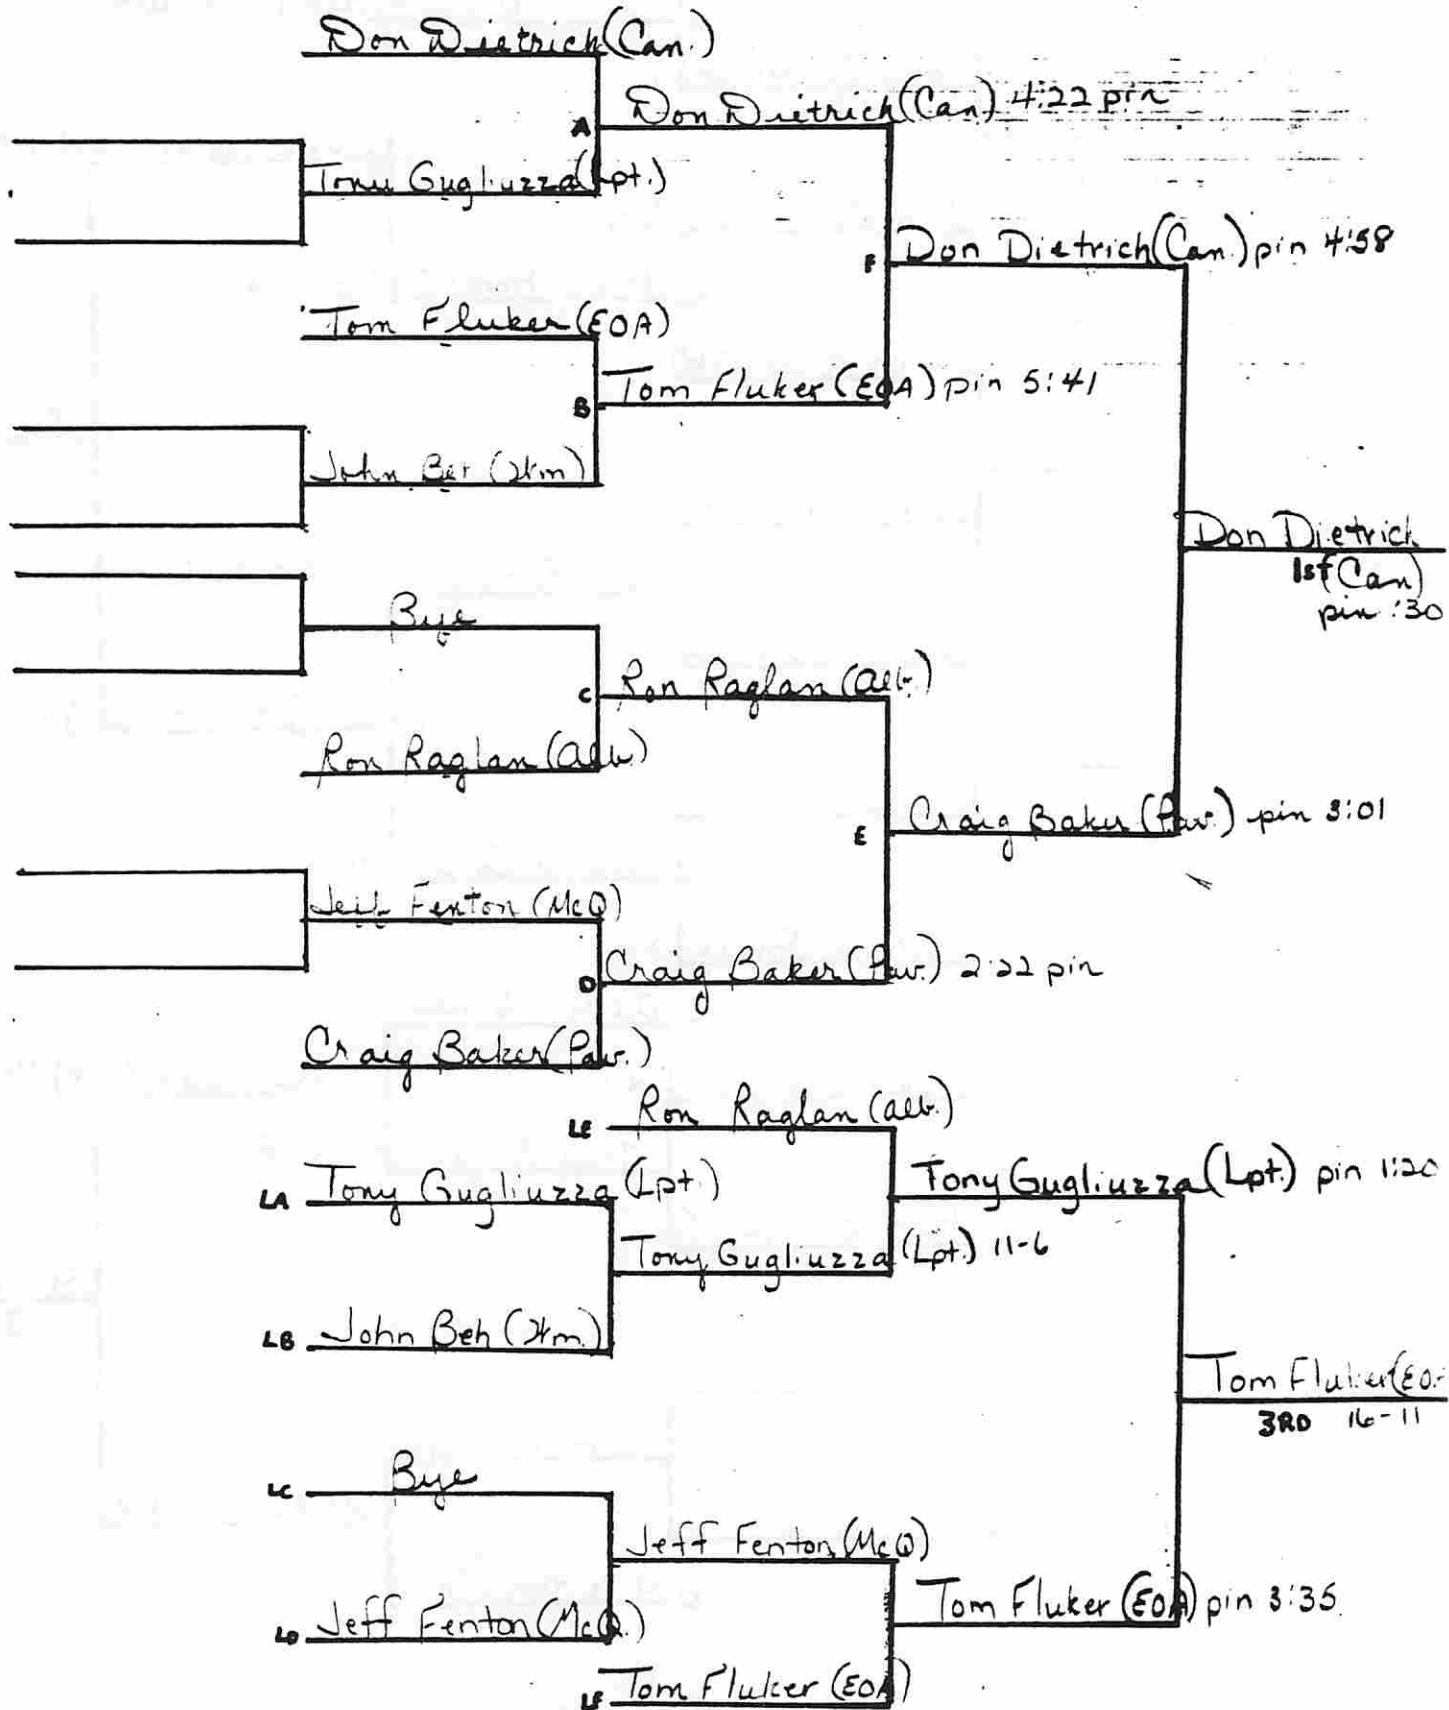 Don Dietrich (Can.)
A Don Dietrich (Can) 4:22 pin
Tony Gugliuzza (Lpt.)
F Don Dietrich (Can.) pin 4:58
Tom Fluker (EOA)
B Tom Fluker (EOA) pin 5:41
John
Don Dietrich
1st (Can)
pin :30
Bye
C Ron Raglan (Alb.)
Ron Raglan (Alb.)
E Craig Baker (Pav.) pin 3:01
Jeff Fenton (McQ)
D Craig Baker (Pav.) 2:22 pin
Craig Baker (Pav.)
LE Ron Raglan (Alb.)
LA Tony Gugliuzza (Lpt.)
Tony Gugliuzza (Lpt.) pin 1:20
Tony Gugliuzza (Lpt.) 11-6
LB John Beh
Tom Fluker (EO
3RD 16-11
LC Bye
Jeff Fenton (McQ)
LD Jeff Fenton (McQ.)
Tom Fluker (EOA) pin 3:35
LF Tom Fluker (EOA)